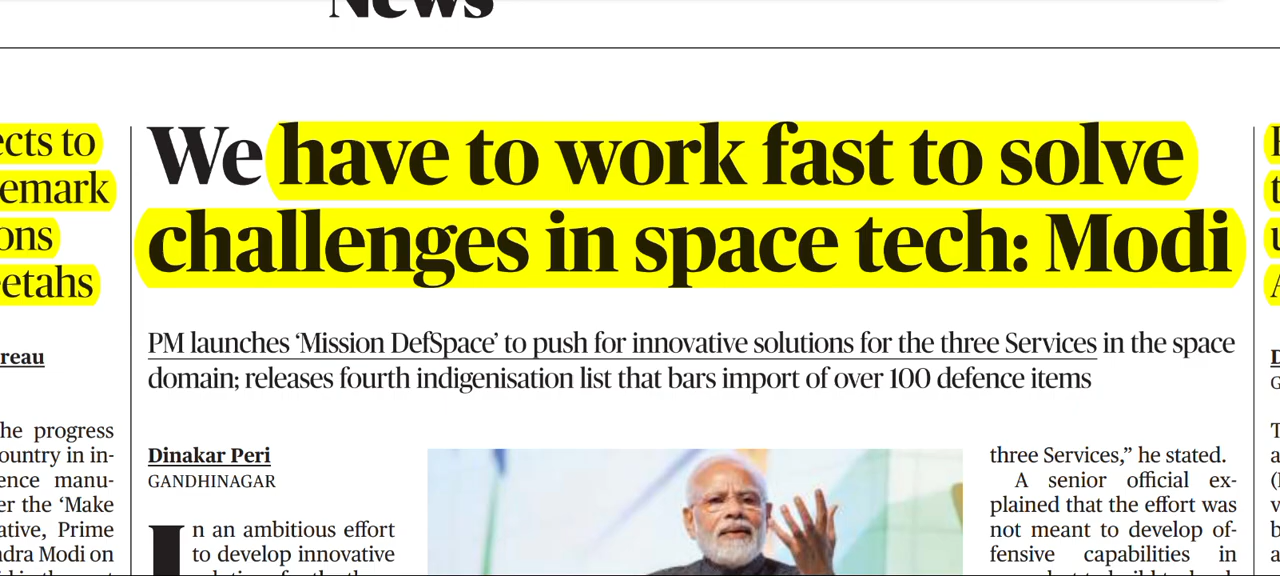 News
ects to
emark
ons
etahs
reau
he progress
ountry in in-
ence manu-
er the ‘Make
ative, Prime
ndra Modi on
We have to work fast to solve
challenges in space tech: Modi
PM launches ‘Mission DefSpace’ to push for innovative solutions for the three Services in the space
domain; releases fourth indigenisation list that bars import of over 100 defence items
Dinakar Peri
GANDHINAGAR
In an ambitious effort
to develop innovative
three Services,” he stated.
A senior official ex-
plained that the effort was
not meant to develop of-
fensive capabilities in